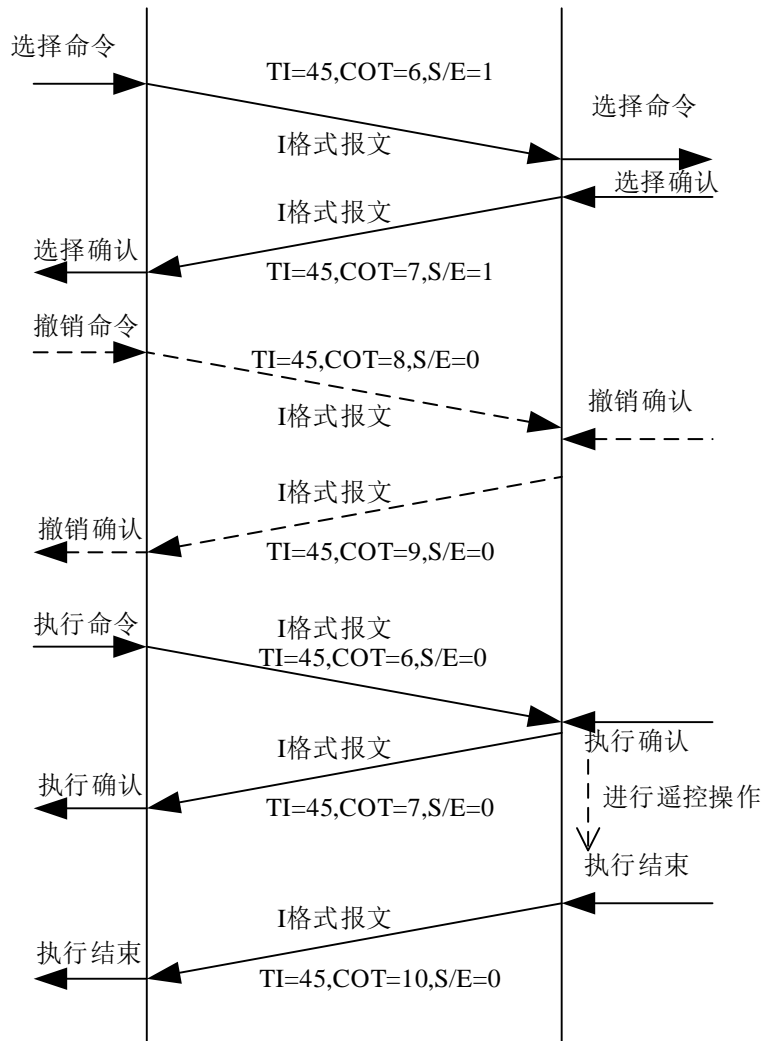 选择命令
TI=45,COT=6,S/E=1
选择命令
I格式报文
选择确认
I格式报文
选择确认
TI=45,COT=7,S/E=1
撤销命令
TI=45,COT=8,S/E=0
撤销确认
I格式报文
I格式报文
撤销确认
TI=45,COT=9,S/E=0
执行命令
I格式报文
TI=45,COT=6,S/E=0
执行确认
I格式报文
执行确认
进行遥控操作
TI=45,COT=7,S/E=0
执行结束
I格式报文
执行结束
TI=45,COT=10,S/E=0